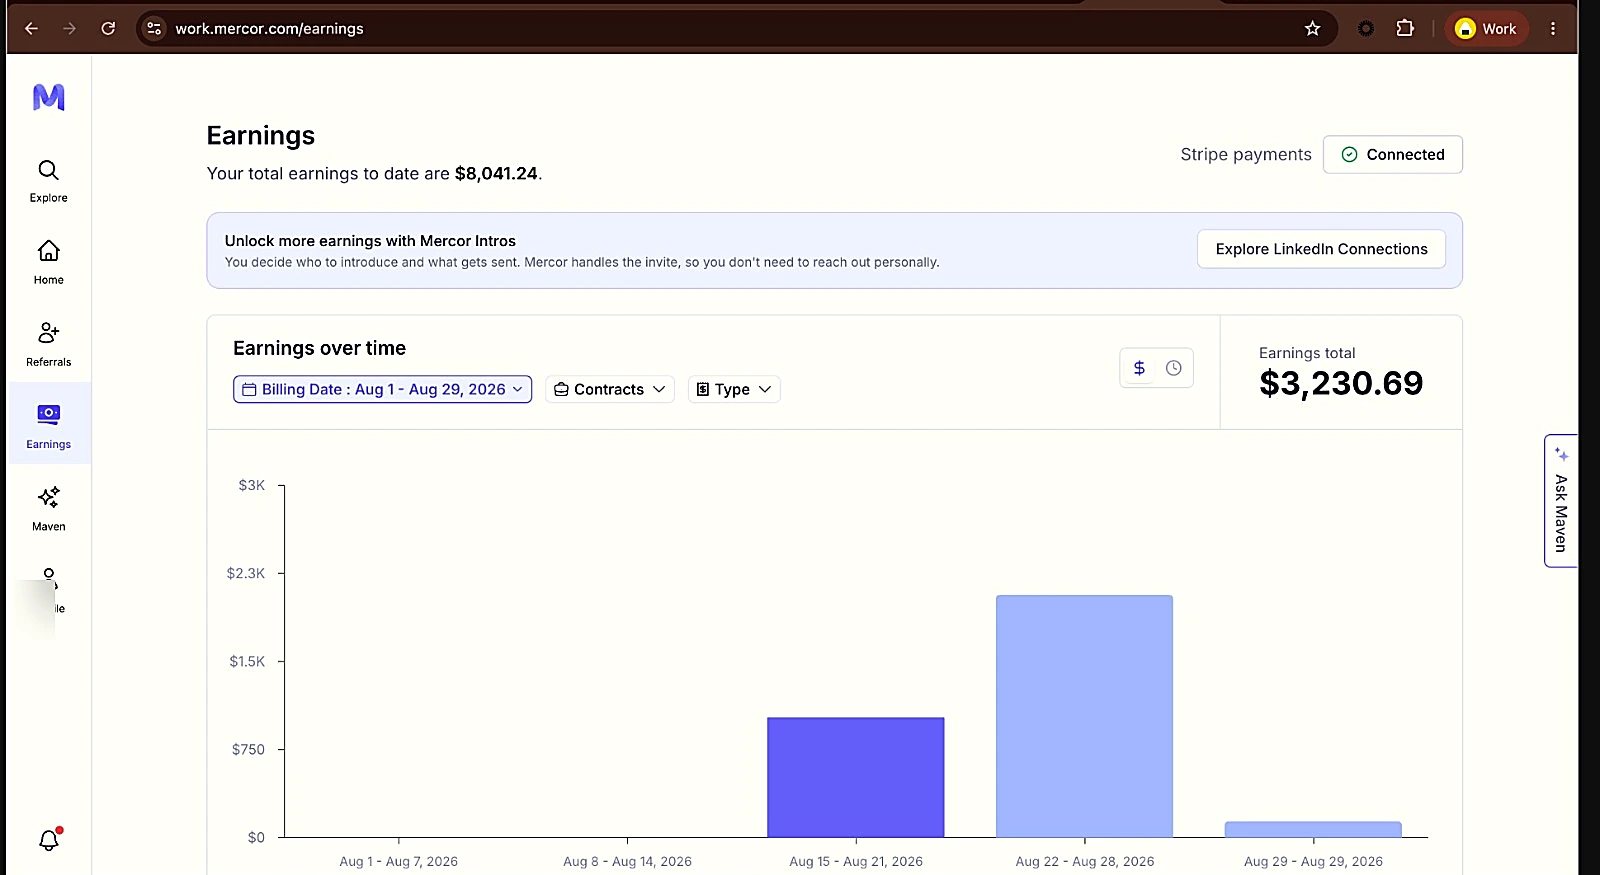 work.mercor.com/earnings
Work
Explore
Home
Referrals
Earnings
Maven
ile
Earnings
Your total earnings to date are $8,041.24.
Stripe payments
Connected
Unlock more earnings with Mercor Intros
You decide who to introduce and what gets sent. Mercor handles the invite, so you don't need to reach out personally.
Explore LinkedIn Connections
Earnings over time
Billing Date : Aug 1 - Aug 29, 2026
Contracts
Type
$
Earnings total
$3,230.69
$3K
$2.3K
$1.5K
$750
$0
Aug 1 - Aug 7, 2026
Aug 8 - Aug 14, 2026
Aug 15 - Aug 21, 2026
Aug 22 - Aug 28, 2026
Aug 29 - Aug 29, 2026
Ask Maven